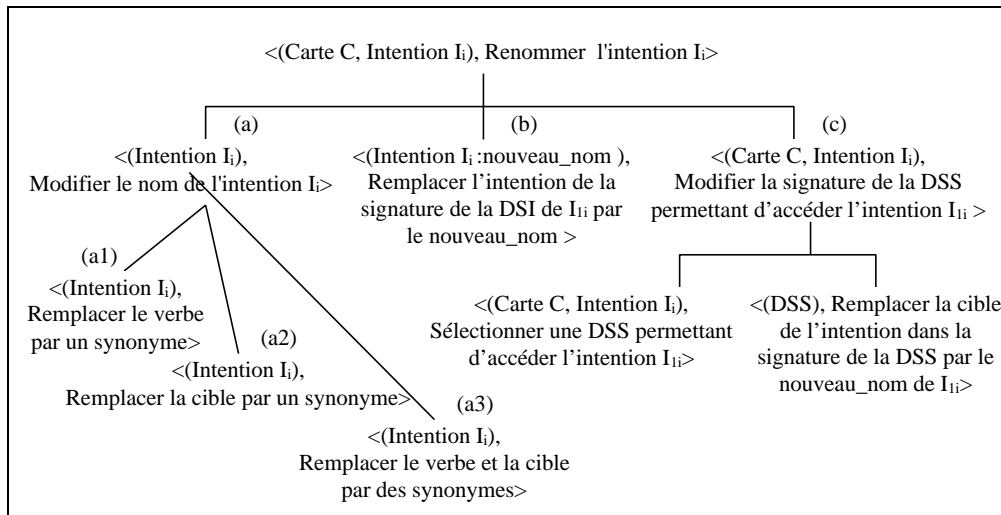 <(Carte C, Intention Ii), Renommer l'intention Ii>
(a)
<(Intention Ii),
Modifier le nom de l'intention Ii>
(b)
<(Intention Ii :nouveau_nom ),
Remplacer l’intention de la
signature de la DSI de I1i par
le nouveau_nom >
(c)
<(Carte C, Intention Ii),
Modifier la signature de la DSS
permettant d’accéder l’intention I1i >
(a1)
<(Intention Ii),
Remplacer le verbe
par un synonyme>
(a2)
<(Intention Ii),
Remplacer la cible par un synonyme>
(a3)
<(Intention Ii),
Remplacer le verbe et la cible
par des synonymes>
<(Carte C, Intention Ii),
Sélectionner une DSS permettant
d’accéder l’intention I1i>
<(DSS), Remplacer la cible
de l’intention dans la
signature de la DSS par le
nouveau_nom de I1i>